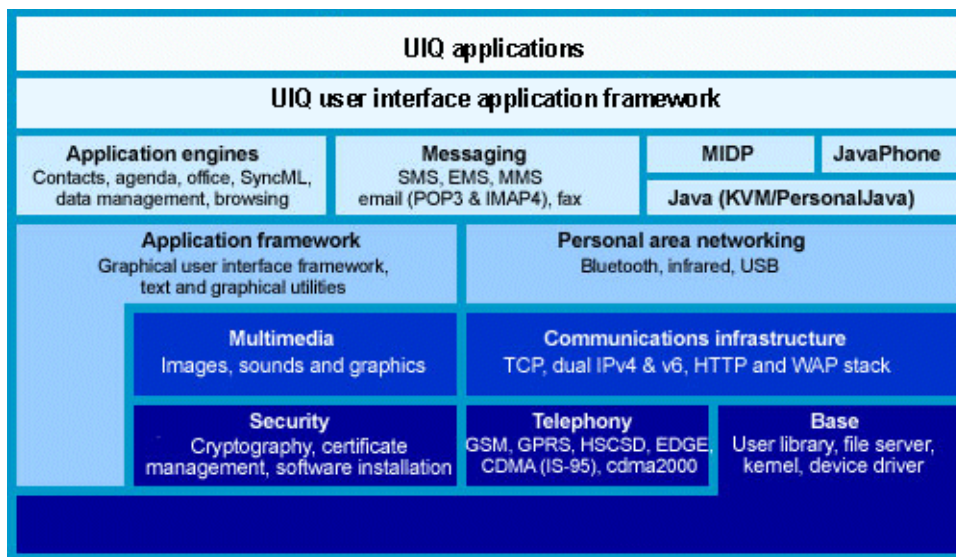 UIQ applications
UIQ user interface application framework
Application engines
Contacts, agenda, office, SyncML,
data management, browsing
Messaging
SMS, EMS, MMS
email (POP3 & IMAP4), fax
MIDP
JavaPhone
Java (KVM/PersonalJava)
Application framework
Graphical user interface framework,
text and graphical utilities
Personal area networking
Bluetooth, infrared, USB
Multimedia
Images, sounds and graphics
Communications infrastructure
TCP, dual IPv4 & v6, HTTP and WAP stack
Security
Cryptography, certificate
management, software installation
Telephony
GSM, GPRS, HSCSD, EDGE,
CDMA (IS-95), cdma2000
Base
User library, file server,
kernel, device driver